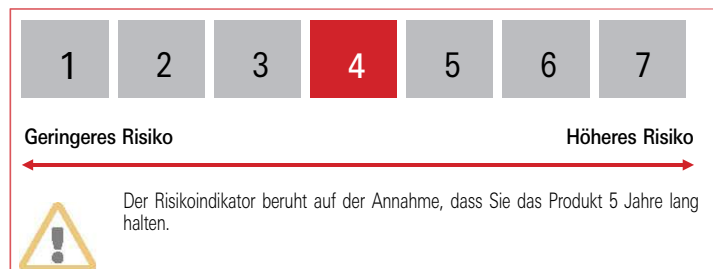 1 2 3 4 5 6 7
Geringeres Risiko Höheres Risiko
Der Risikoindikator beruht auf der Annahme, dass Sie das Produkt 5 Jahre lang
halten.